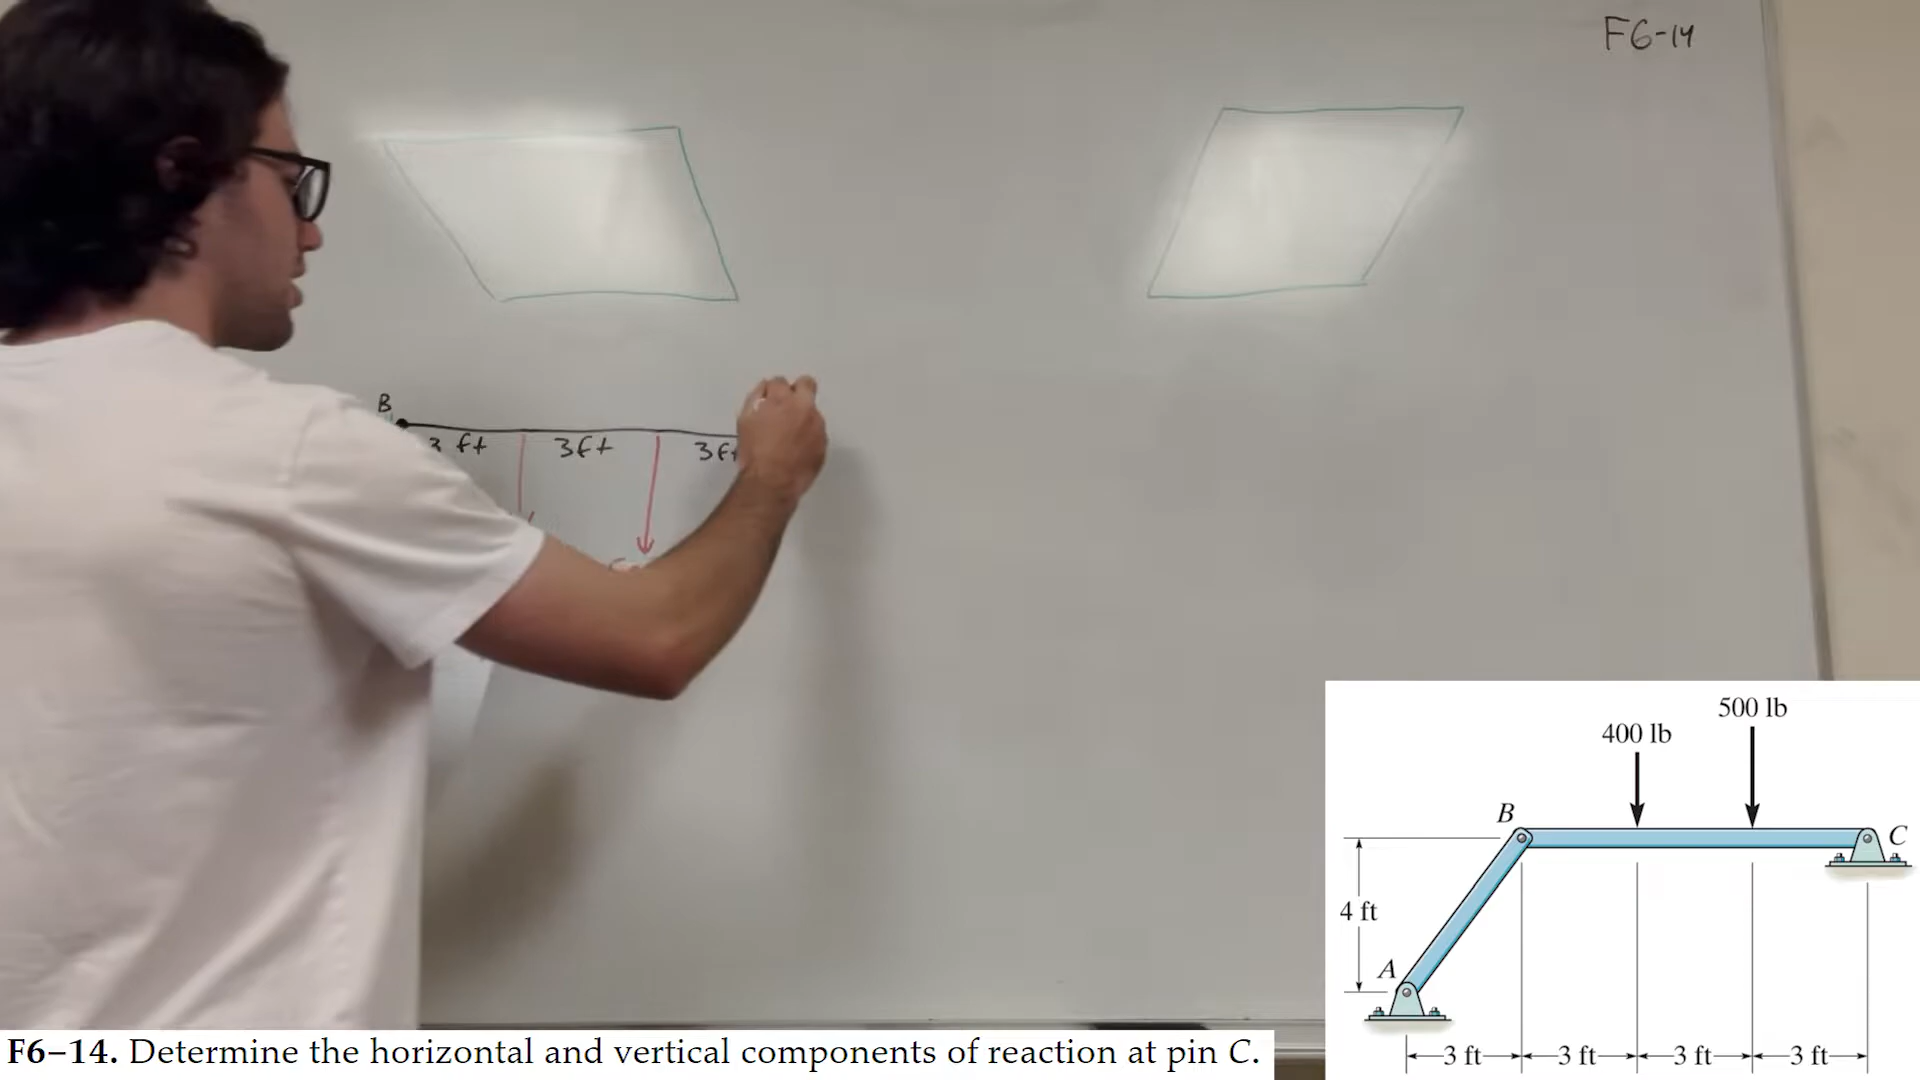 F6-14
B
3 ft 3ft 3ft
500 lb
400 lb
B
C
4 ft
A
3 ft 3 ft 3 ft 3 ft
F6–14. Determine the horizontal and vertical components of reaction at pin C.